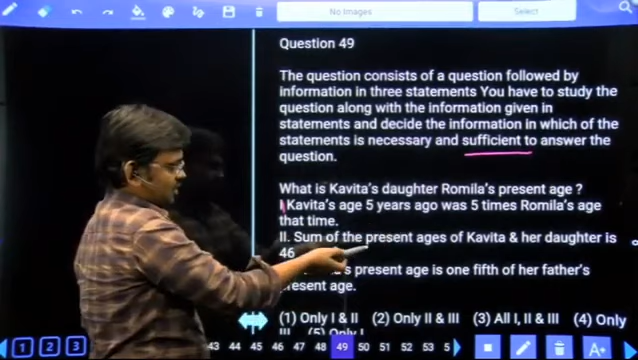 No Images
Select
Question 49
The question consists of a question followed by
information in three statements You have to study the
question along with the information given in
statements and decide the information in which of the
statements is necessary and sufficient to answer the
question.
What is Kavita's daughter Romila's present age ?
I. Kavita's age 5 years ago was 5 times Romila's age
that time.
II. Sum of the present ages of Kavita & her daughter is
46
's present age is one fifth of her father's
present age.
(1) Only I & II (2) Only II & III (3) All I, II & III (4) Only
III (5) Only I
1 2 3 43 44 45 46 47 48 49 50 51 52 53 5
A+